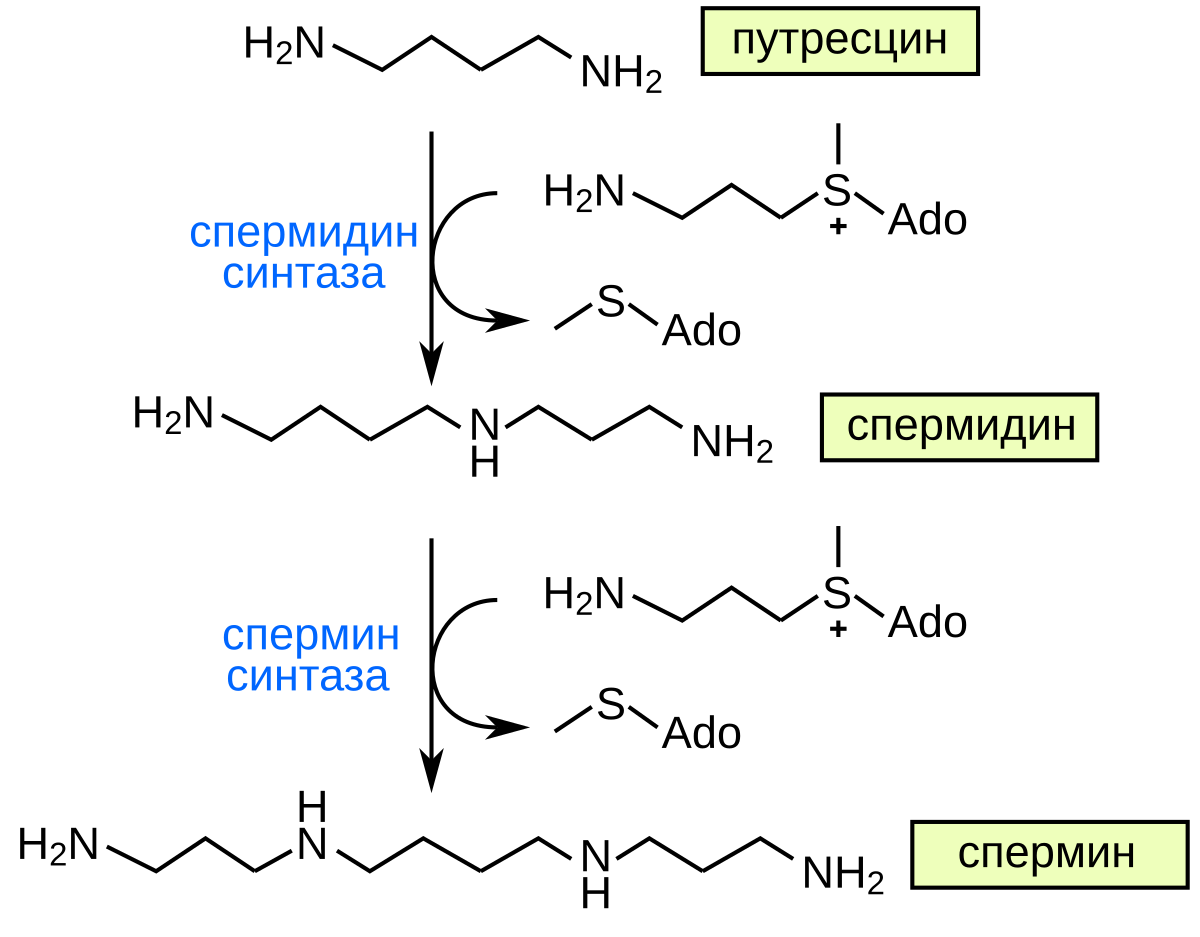 H2N
NH2
путресцин
H2N
S
+
Ado
спермидин
синтаза
S
Ado
H2N
N
H
NH2
спермидин
H2N
S
+
Ado
спермин
синтаза
S
Ado
H2N
H
N
N
H
NH2
спермин